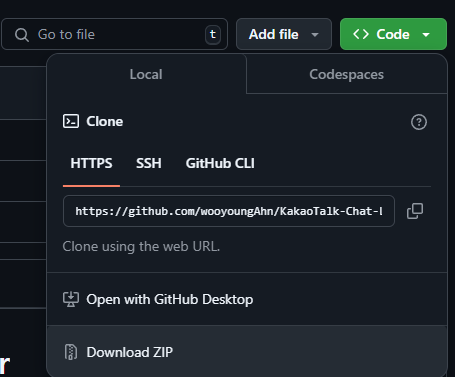 Go to file
t
Add file
Code
Local
Codespaces
Clone
HTTPS
SSH
GitHub CLI
https://github.com/wooyoungAhn/KakaoTalk-Chat-
Clone using the web URL.
Open with GitHub Desktop
Download ZIP
r